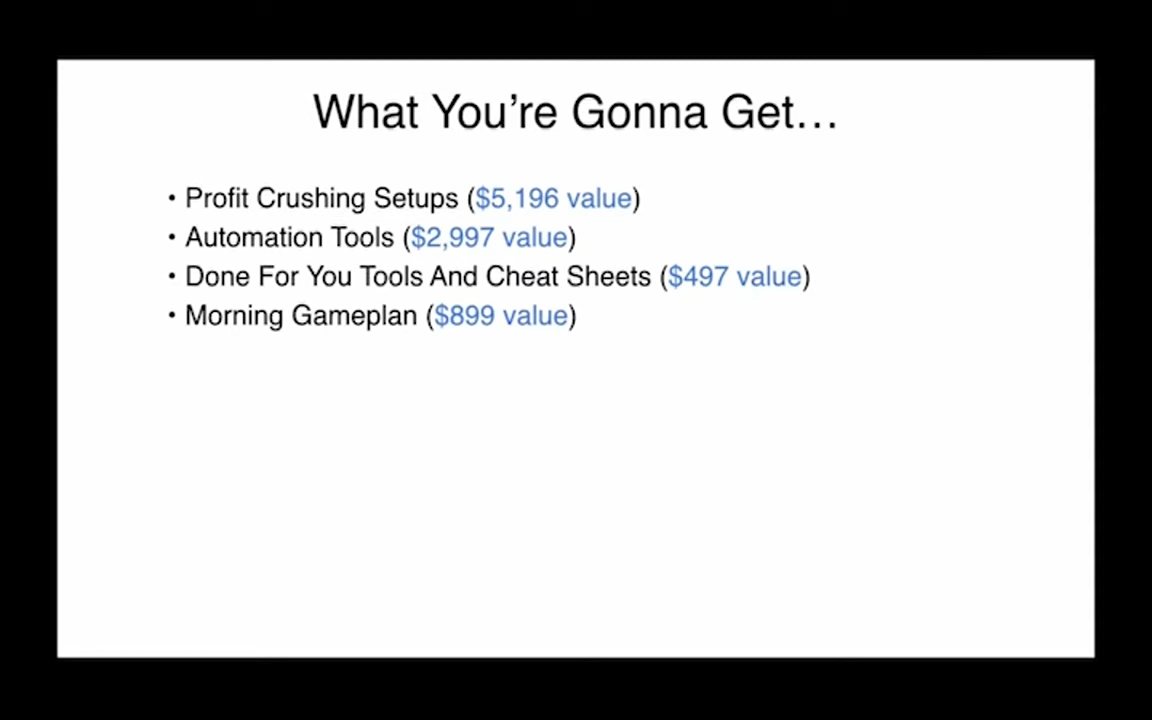 What You’re Gonna Get…
• Profit Crushing Setups ($5,196 value)
• Automation Tools ($2,997 value)
• Done For You Tools And Cheat Sheets ($497 value)
• Morning Gameplan ($899 value)